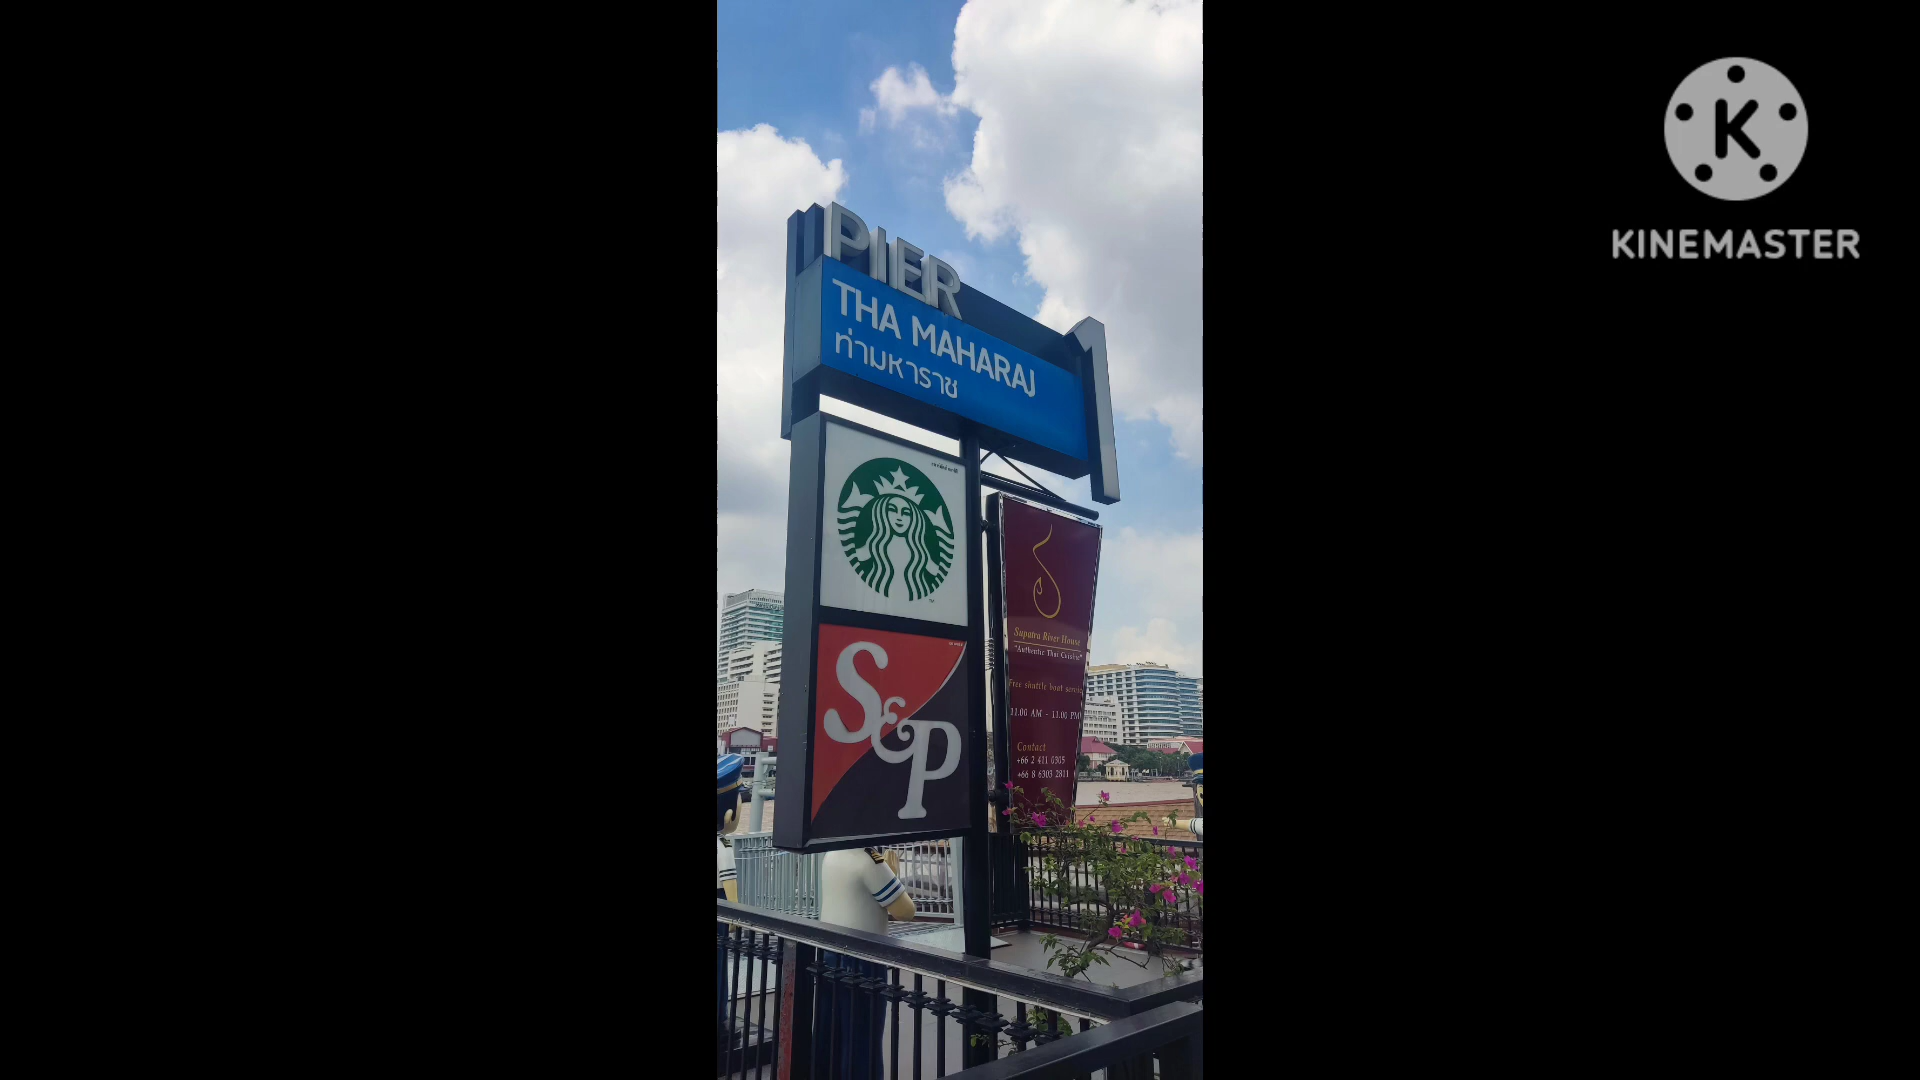 PIER 1
THA MAHARAJ
ท่ามหาราช
S&P
Supatra River House
"Authentic Thai Cuisine"
Free shuttle boat service
11.00 AM - 11.00 PM
Contact
+66 2 411 0305
+66 8 6303 2811
K
KINEMASTER